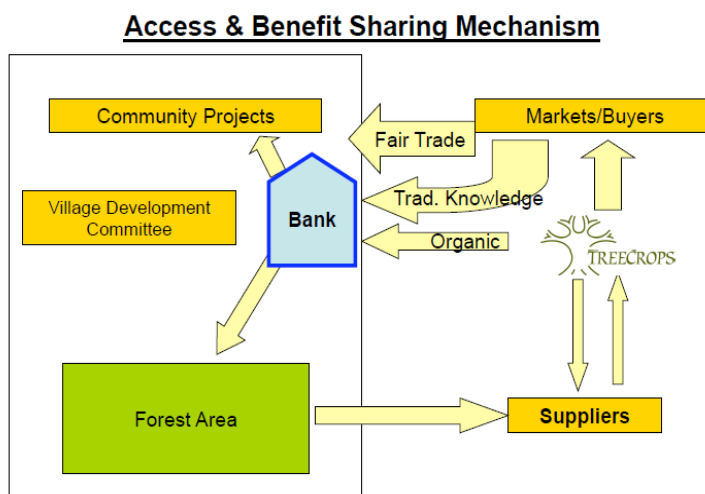 Access & Benefit Sharing Mechanism
Community Projects
Markets/Buyers
Fair Trade
Village Development
Committee
Bank
Trad. Knowledge
Organic
TREECROPS
Forest Area
Suppliers